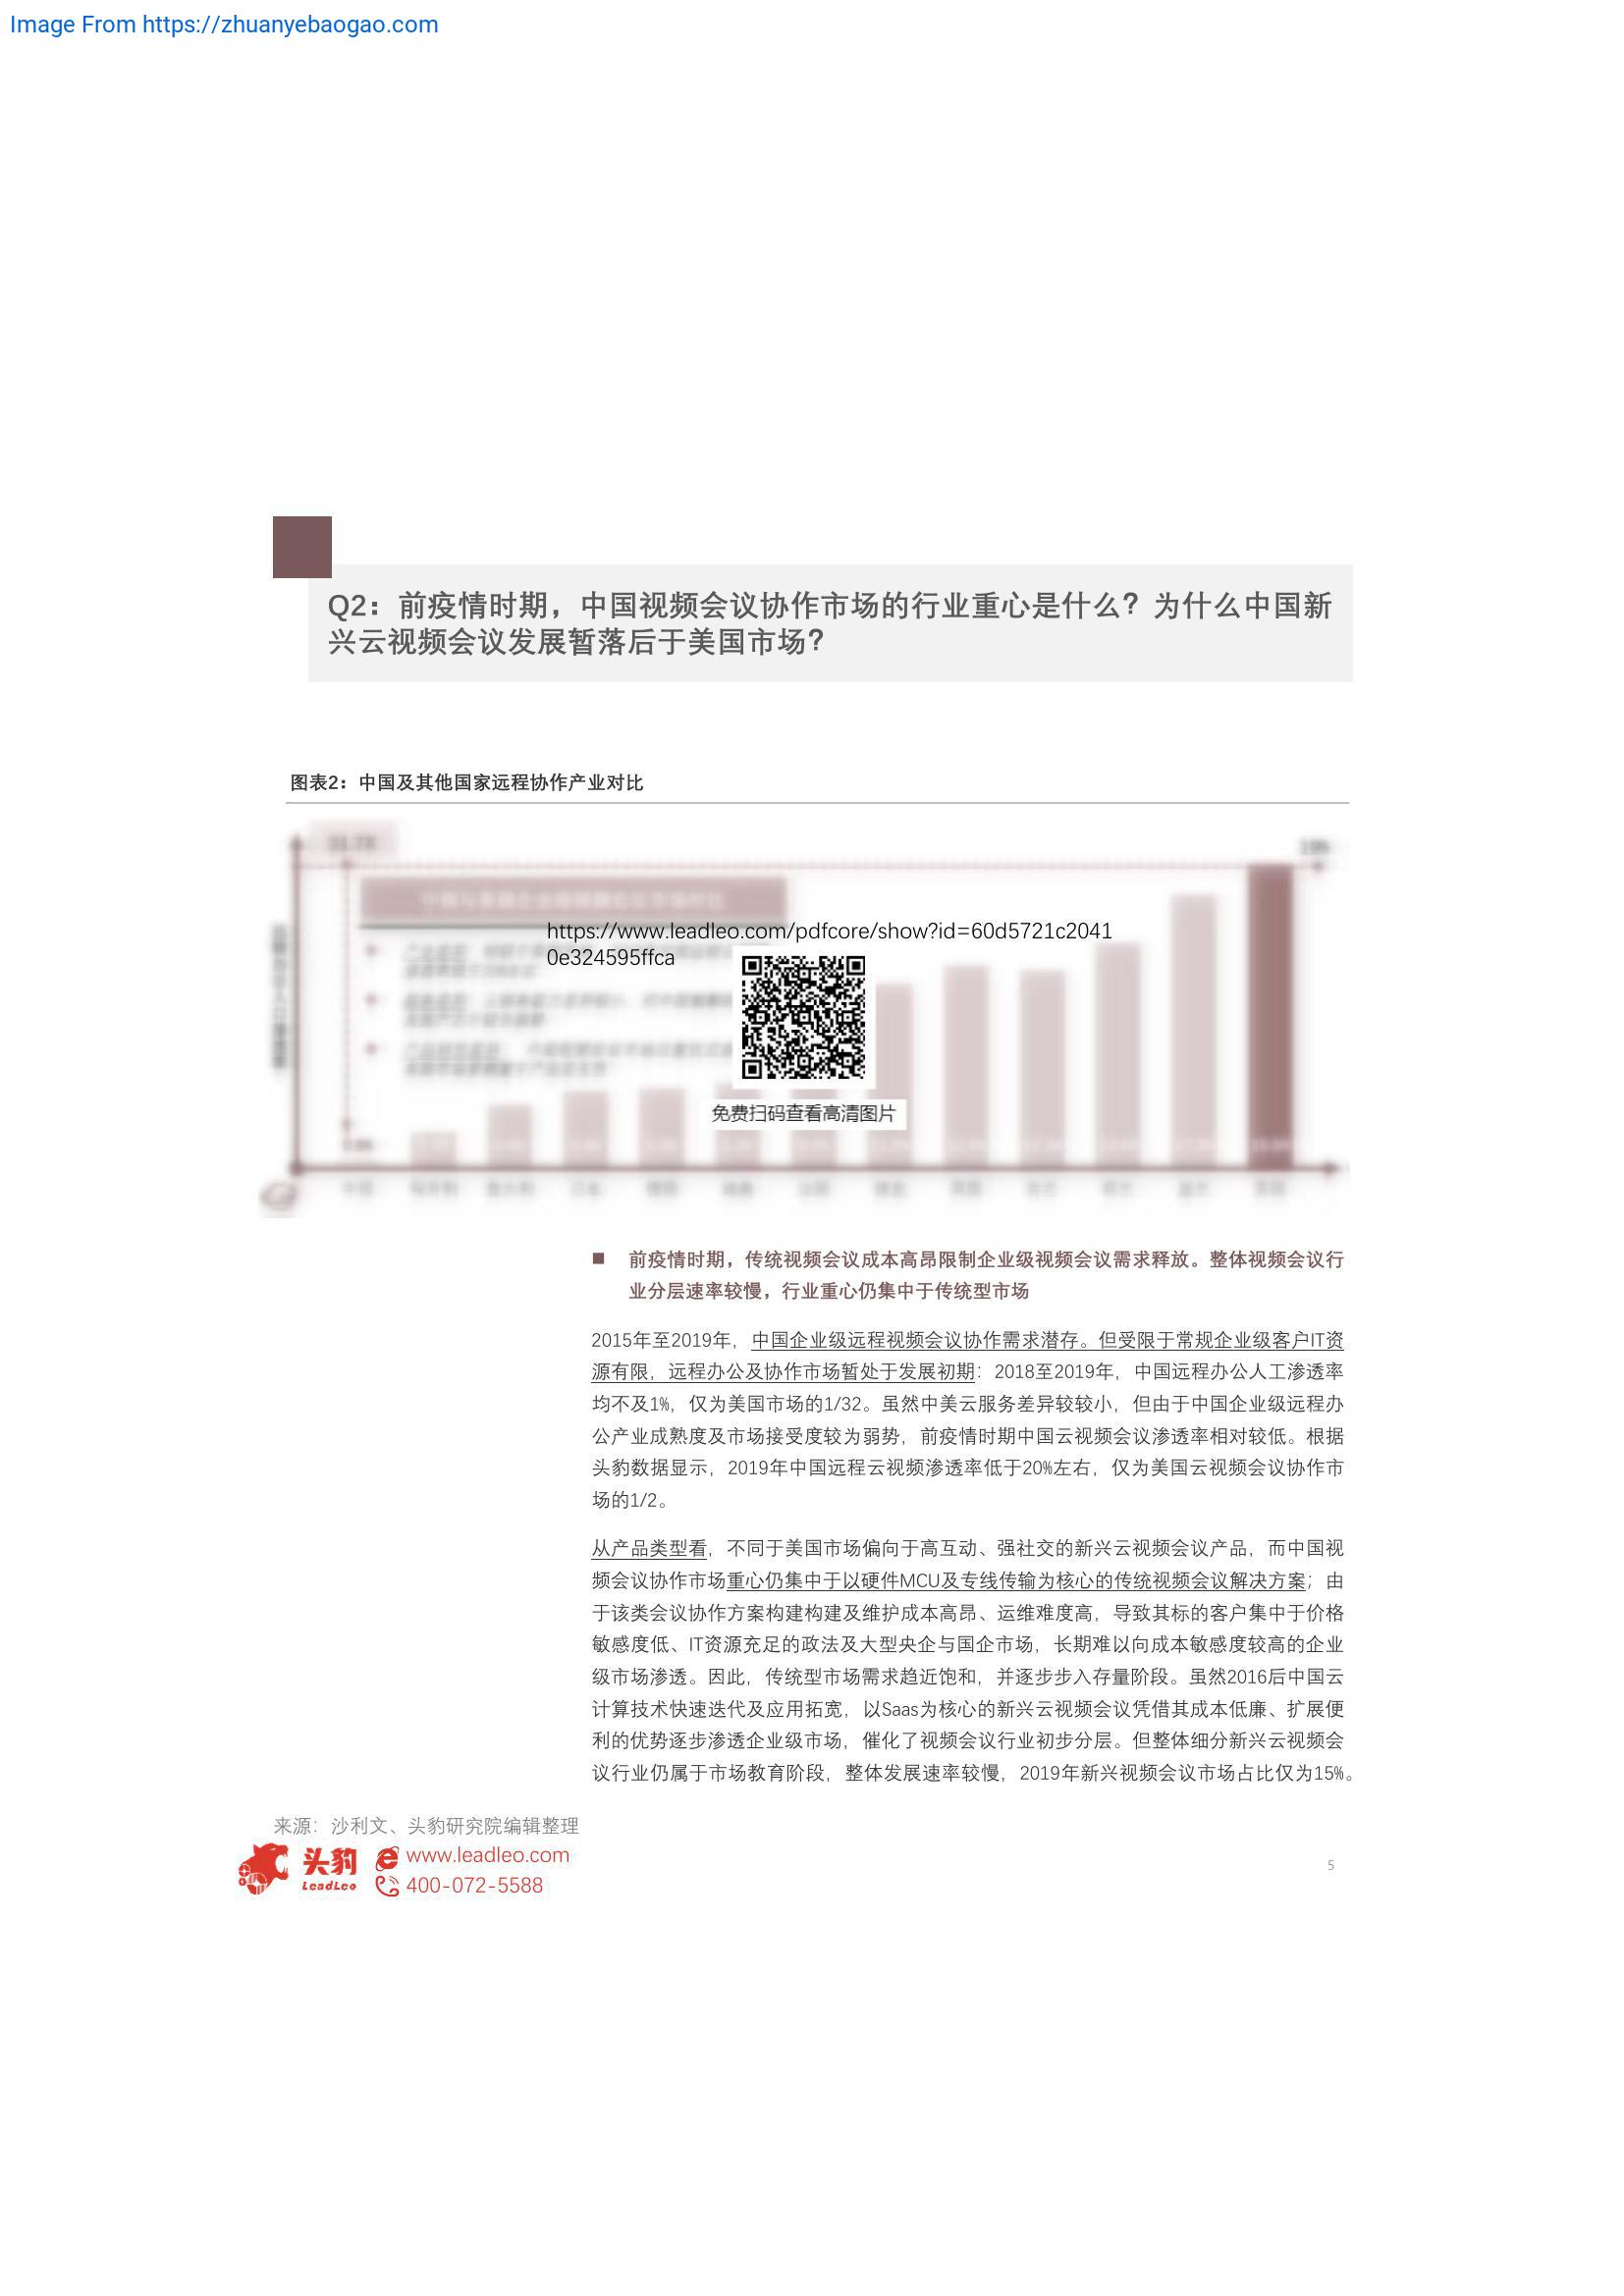 Image From https://zhuanyebaogao.com
Q2：前疫情时期，中国视频会议协作市场的行业重心是什么？为什么中国新
兴云视频会议发展暂落后于美国市场？
图表2：中国及其他国家远程协作产业对比
https://www.leadleo.com/pdfcore/show?id=60d5721c2041
0e324595ffca
免费扫码查看高清图片
■ 前疫情时期，传统视频会议成本高昂限制企业级视频会议需求释放。整体视频会议行
业分层速率较慢，行业重心仍集中于传统型市场
2015年至2019年，中国企业级远程视频会议协作需求潜存。但受限于常规企业级客户IT资
源有限，远程办公及协作市场暂处于发展初期：2018至2019年，中国远程办公人工渗透率
均不及1%，仅为美国市场的1/32。虽然中美云服务差异较较小，但由于中国企业级远程办
公产业成熟度及市场接受度较为弱势，前疫情时期中国云视频会议渗透率相对较低。根据
头豹数据显示，2019年中国远程云视频渗透率低于20%左右，仅为美国云视频会议协作市
场的1/2。
从产品类型看，不同于美国市场偏向于高互动、强社交的新兴云视频会议产品，而中国视
频会议协作市场重心仍集中于以硬件MCU及专线传输为核心的传统视频会议解决方案；由
于该类会议协作方案构建构建及维护成本高昂、运维难度高，导致其标的客户集中于价格
敏感度低、IT资源充足的政法及大型央企与国企市场，长期难以向成本敏感度较高的企业
级市场渗透。因此，传统型市场需求趋近饱和，并逐步步入存量阶段。虽然2016后中国云
计算技术快速迭代及应用拓宽，以Saas为核心的新兴云视频会议凭借其成本低廉、扩展便
利的优势逐步渗透企业级市场，催化了视频会议行业初步分层。但整体细分新兴云视频会
议行业仍属于市场教育阶段，整体发展速率较慢，2019年新兴视频会议市场占比仅为15%。
来源：沙利文、头豹研究院编辑整理
头豹
LeadLeo
www.leadleo.com
400-072-5588
5